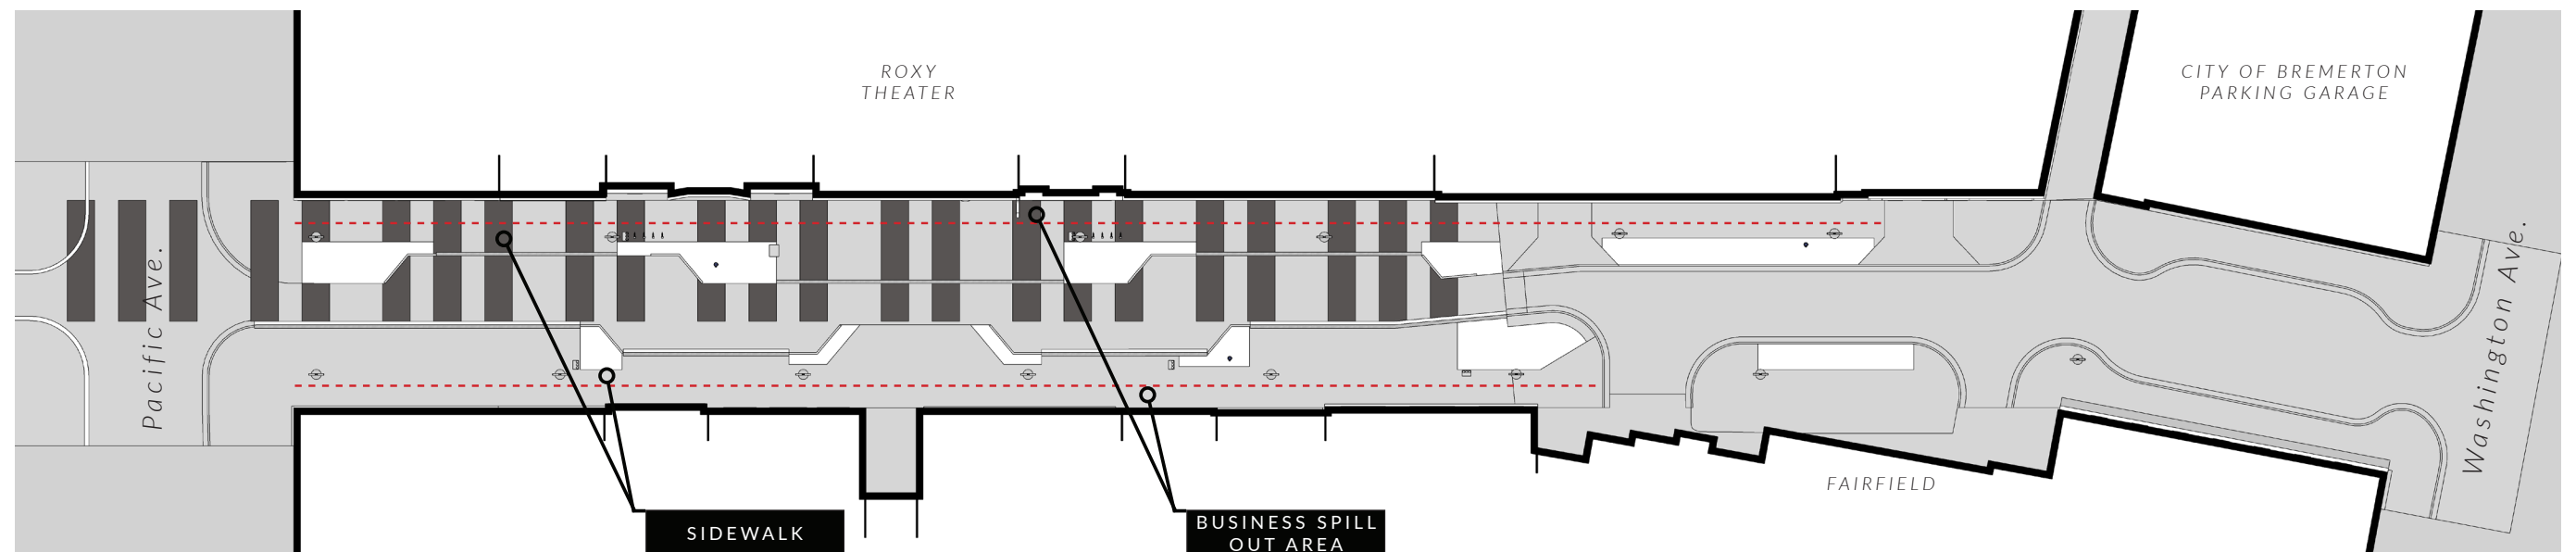 ROXY
THEATER
CITY OF BREMERTON
PARKING GARAGE
Pacific Ave.
Washington Ave.
FAIRFIELD
SIDEWALK
BUSINESS SPILL
OUT AREA